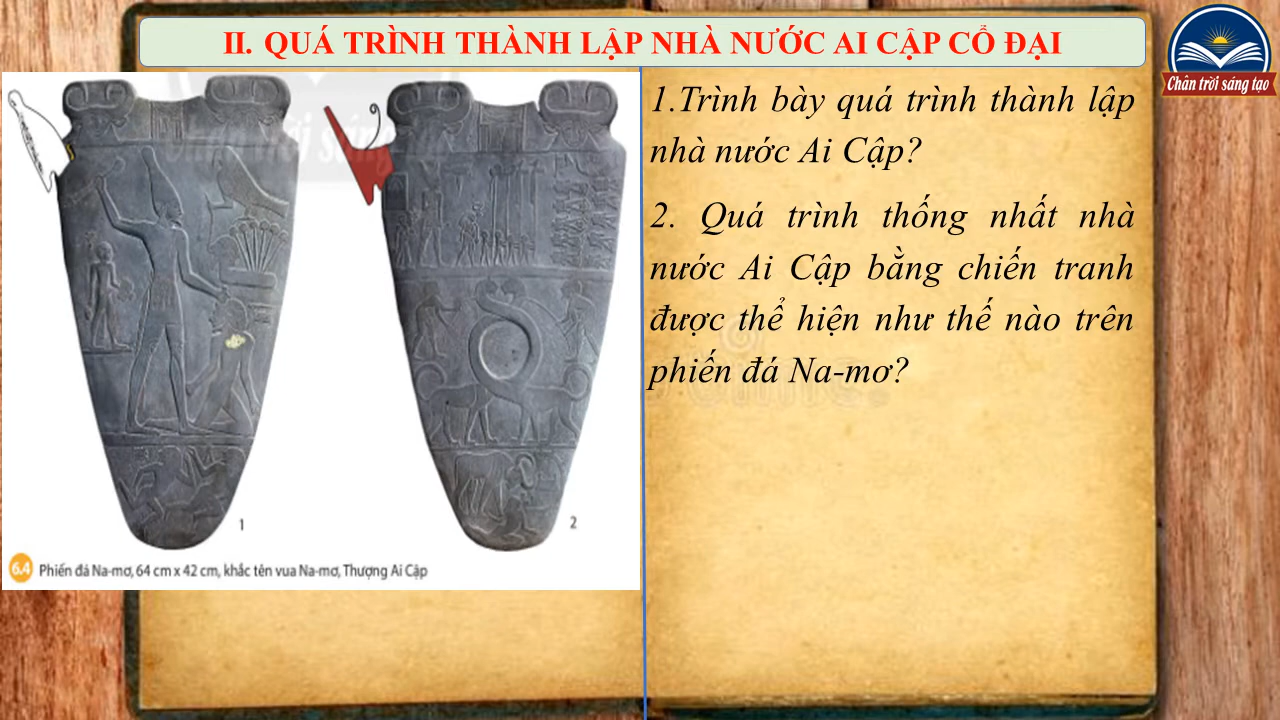 II. QUÁ TRÌNH THÀNH LẬP NHÀ NƯỚC AI CẬP CỔ ĐẠI
Chân trời sáng tạo
1.Trình bày quá trình thành lập
nhà nước Ai Cập?
2. Quá trình thống nhất nhà
nước Ai Cập bằng chiến tranh
được thể hiện như thế nào trên
phiến đá Na-mơ?
1
2
6.4 Phiến đá Na-mơ, 64 cm x 42 cm, khắc tên vua Na-mơ, Thượng Ai Cập